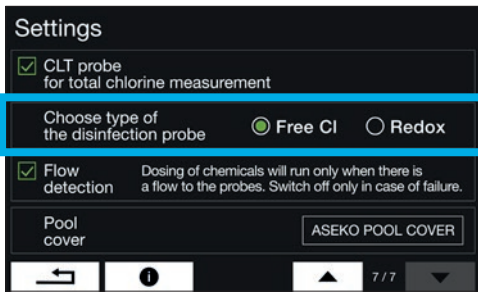 Settings
CLT probe
for total chlorine measurement
Choose type of
the disinfection probe
Free Cl
Redox
Flow
detection
Dosing of chemicals will run only when there is
a flow to the probes. Switch off only in case of failure.
Pool
cover
ASEKO POOL COVER
7/7